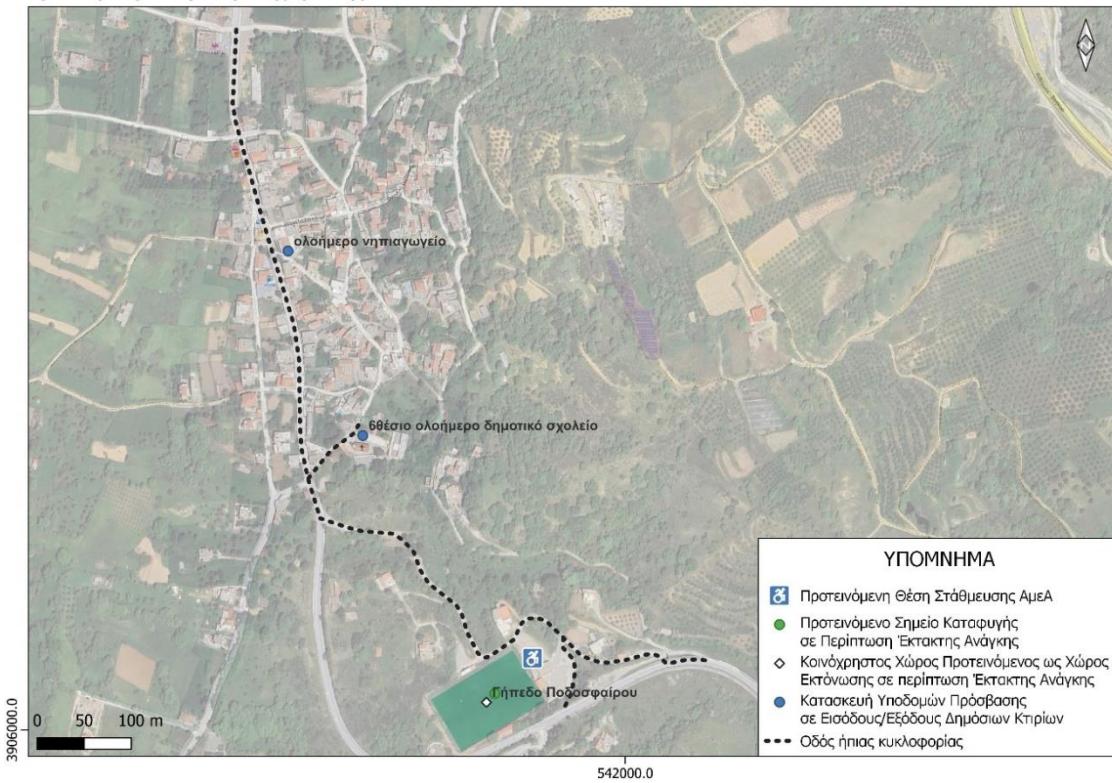 ολοήμερο νηπιαγωγείο
6θέσιο ολοήμερο δημοτικό σχολείο
Γήπεδο Ποδοσφαίρου
ΥΠΟΜΝΗΜΑ
Προτεινόμενη Θέση Στάθμευσης ΑμεΑ
Προτεινόμενο Σημείο Καταφυγής
σε Περίπτωση Έκτακτης Ανάγκης
Κοινόχρηστος Χώρος Προτεινόμενος ως Χώρος
Εκτόνωσης σε περίπτωση Έκτακτης Ανάγκης
Κατασκευή Υποδομών Πρόσβασης
σε Εισόδους/Εξόδους Δημόσιων Κτιρίων
Οδός ήπιας κυκλοφορίας
0 50 100 m
3906000.0
542000.0